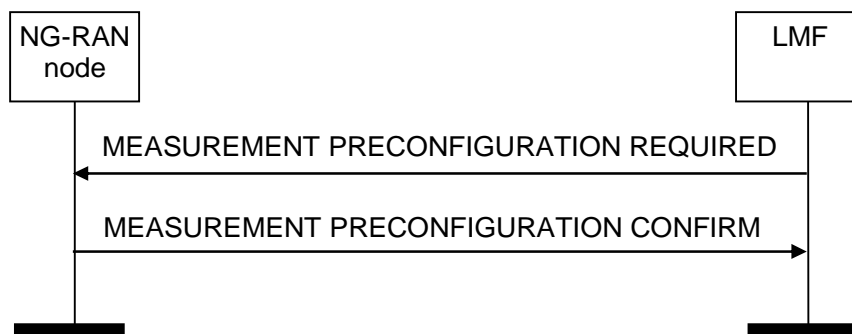 NG-RAN
node
LMF
MEASUREMENT PRECONFIGURATION REQUIRED
MEASUREMENT PRECONFIGURATION CONFIRM